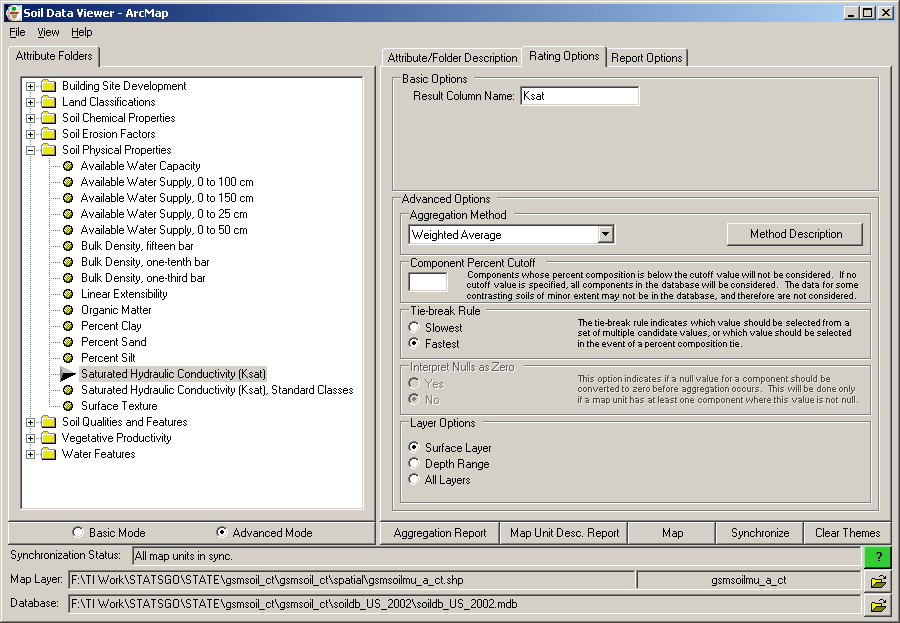 Soil Data Viewer - ArcMap
File View Help
Attribute Folders
Building Site Development
Land Classifications
Soil Chemical Properties
Soil Erosion Factors
Soil Physical Properties
Available Water Capacity
Available Water Supply, 0 to 100 cm
Available Water Supply, 0 to 150 cm
Available Water Supply, 0 to 25 cm
Available Water Supply, 0 to 50 cm
Bulk Density, fifteen bar
Bulk Density, one-tenth bar
Bulk Density, one-third bar
Linear Extensibility
Organic Matter
Percent Clay
Percent Sand
Percent Silt
Saturated Hydraulic Conductivity (Ksat)
Saturated Hydraulic Conductivity (Ksat), Standard Classes
Surface Texture
Soil Qualities and Features
Vegetative Productivity
Water Features
Basic Mode Advanced Mode
Attribute/Folder Description Rating Options Report Options
Basic Options
Result Column Name: Ksat
Advanced Options
Aggregation Method
Weighted Average Method Description
Component Percent Cutoff
Components whose percent composition is below the cutoff value will not be considered. If no
cutoff value is specified, all components in the database will be considered. The data for some
contrasting soils of minor extent may not be in the database, and therefore are not considered.
Tie-break Rule
Slowest
Fastest
The tie-break rule indicates which value should be selected from a
set of multiple candidate values, or which value should be selected
in the event of a percent composition tie.
Interpret Nulls as Zero
Yes
No
This option indicates if a null value for a component should be
converted to zero before aggregation occurs. This will be done only
if a map unit has at least one component where this value is not null.
Layer Options
Surface Layer
Depth Range
All Layers
Aggregation Report Map Unit Desc. Report Map Synchronize Clear Themes
Synchronization Status: All map units in sync. ?
Map Layer: F:\TI Work\STATSGO\STATE\gsmsoil_ct\gsmsoil_ct\spatial\gsmsoilmu_a_ct.shp gsmsoilmu_a_ct
Database: F:\TI Work\STATSGO\STATE\gsmsoil_ct\gsmsoil_ct\soildb_US_2002\soildb_US_2002.mdb